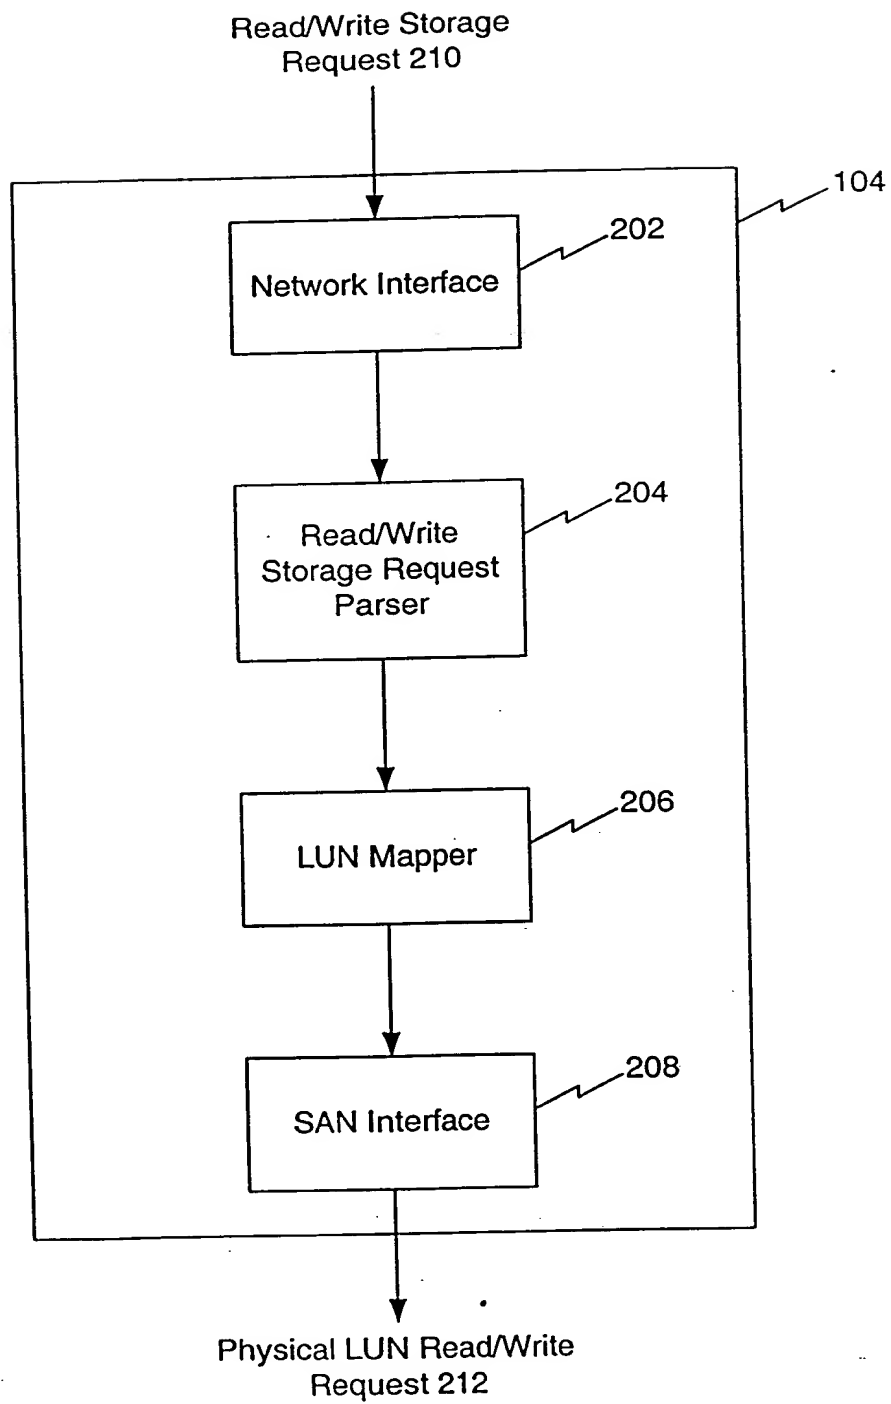 Read/Write Storage
Request 210
104
202
Network Interface
204
Read/Write
Storage Request
Parser
206
LUN Mapper
208
SAN Interface
Physical LUN Read/Write
Request 212